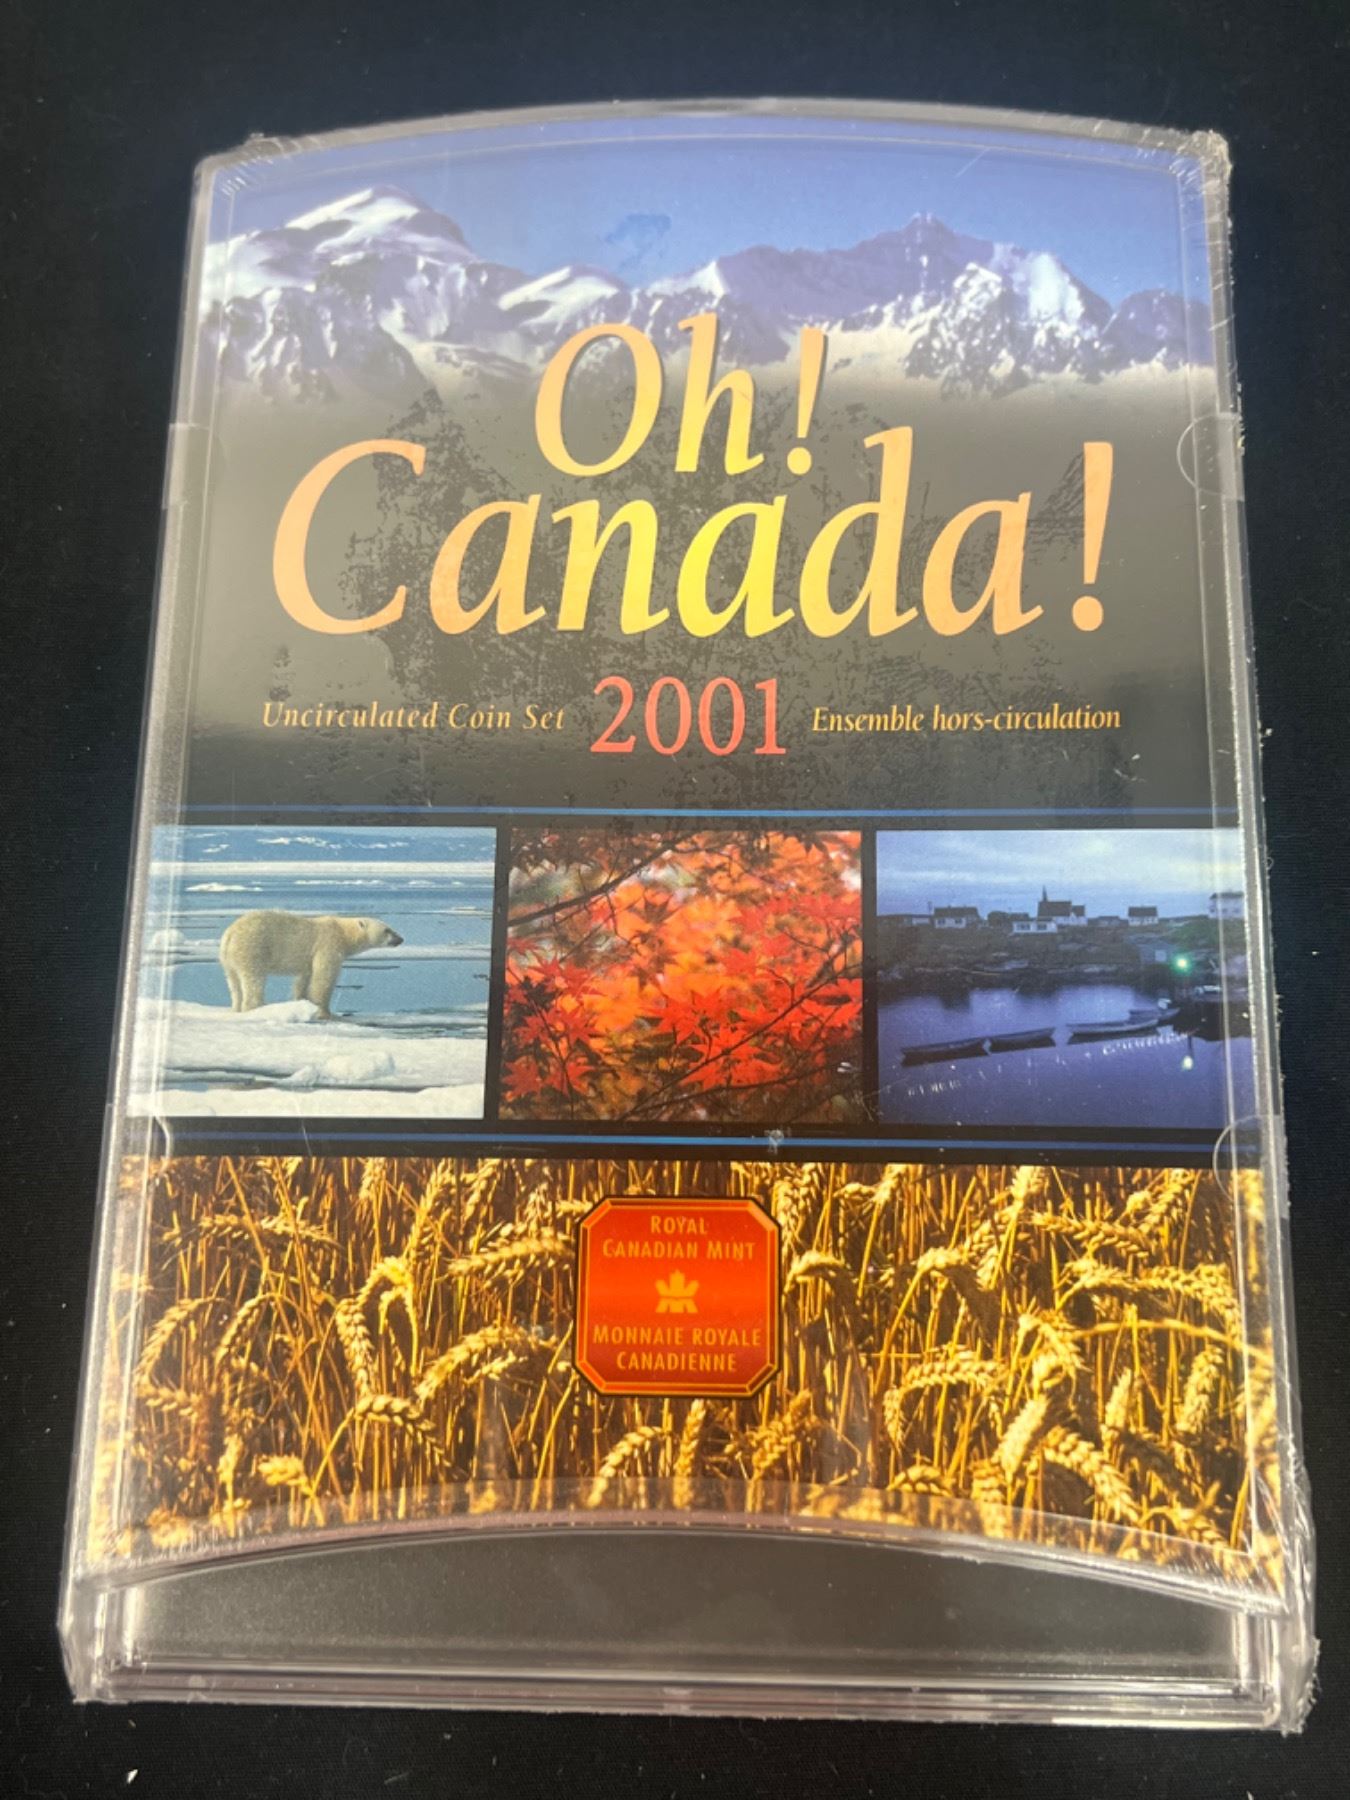 Oh!
Canada!
Uncirculated Coin Set 2001 Ensemble hors-circulation
ROYAL
CANADIAN MINT
MONNAIE ROYALE
CANADIENNE